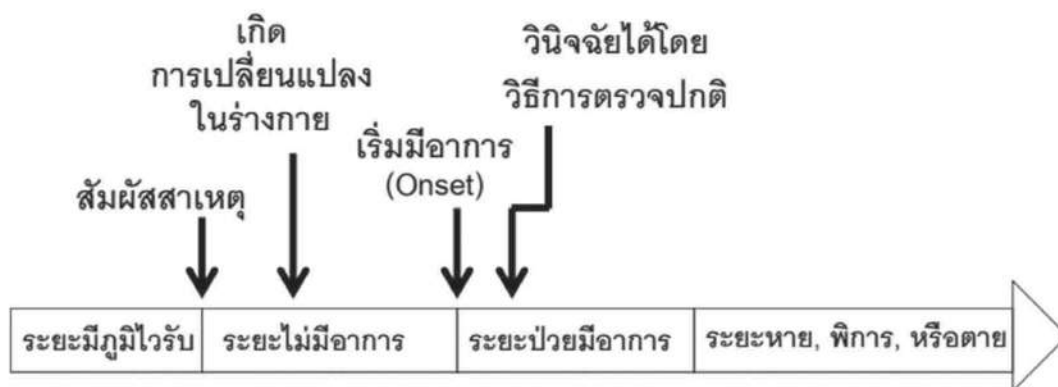 เกิด
การเปลี่ยนแปลง
ในร่างกาย
วินิจฉัยได้โดย
วิธีการตรวจปกติ
เริ่มมีอาการ
(Onset)
สัมผัสสาเหตุ
ระยะมีภูมิไวรับ
ระยะไม่มีอาการ
ระยะป่วยมีอาการ
ระยะหาย, พิการ, หรือตาย